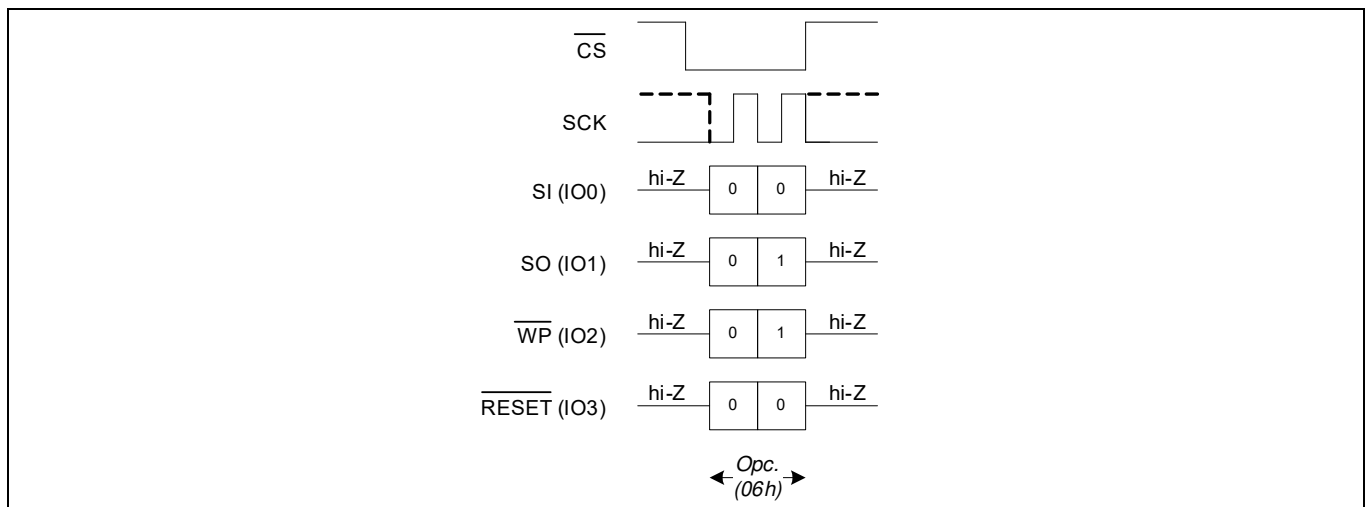 CS
SCK
SI (IO0) hi-Z 0 0 hi-Z
SO (IO1) hi-Z 0 1 hi-Z
WP (IO2) hi-Z 0 1 hi-Z
RESET (IO3) hi-Z 0 0 hi-Z
Opc.
(06h)